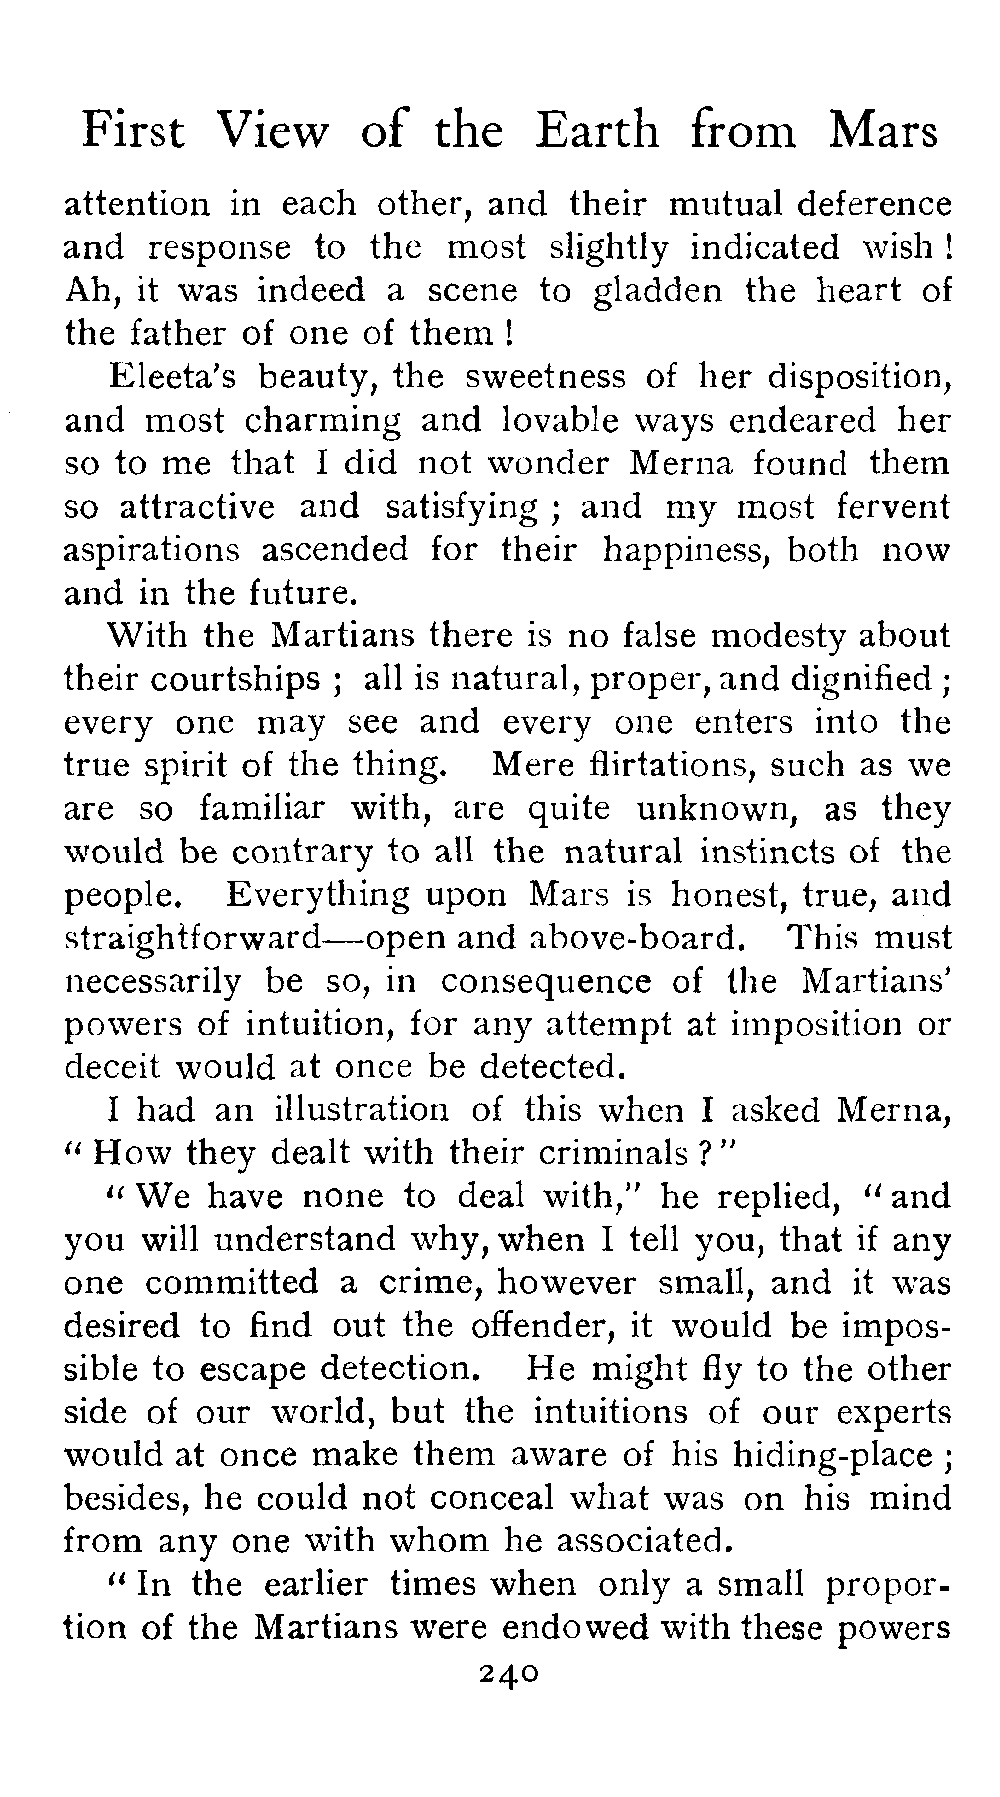 First View of the Earth from Mars
attention in each other, and their mutual deference
and response to the most slightly indicated wish !
Ah, it was indeed a scene to gladden the heart of
the father of one of them !
Eleeta's beauty, the sweetness of her disposition,
and most charming and lovable ways endeared her
so to me that I did not wonder Merna found them
so attractive and satisfying ; and my most fervent
aspirations ascended for their happiness, both now
and in the future.
With the Martians there is no false modesty about
their courtships ; all is natural, proper, and dignified ;
every one may see and every one enters into the
true spirit of the thing. Mere flirtations, such as we
are so familiar with, are quite unknown, as they
would be contrary to all the natural instincts of the
people. Everything upon Mars is honest, true, and
straightforward—open and above-board. This must
necessarily be so, in consequence of the Martians'
powers of intuition, for any attempt at imposition or
deceit would at once be detected.
I had an illustration of this when I asked Merna,
“ How they dealt with their criminals ? ”
“ We have none to deal with,” he replied, “ and
you will understand why, when I tell you, that if any
one committed a crime, however small, and it was
desired to find out the offender, it would be impos-
sible to escape detection. He might fly to the other
side of our world, but the intuitions of our experts
would at once make them aware of his hiding-place ;
besides, he could not conceal what was on his mind
from any one with whom he associated.
“ In the earlier times when only a small propor-
tion of the Martians were endowed with these powers
240